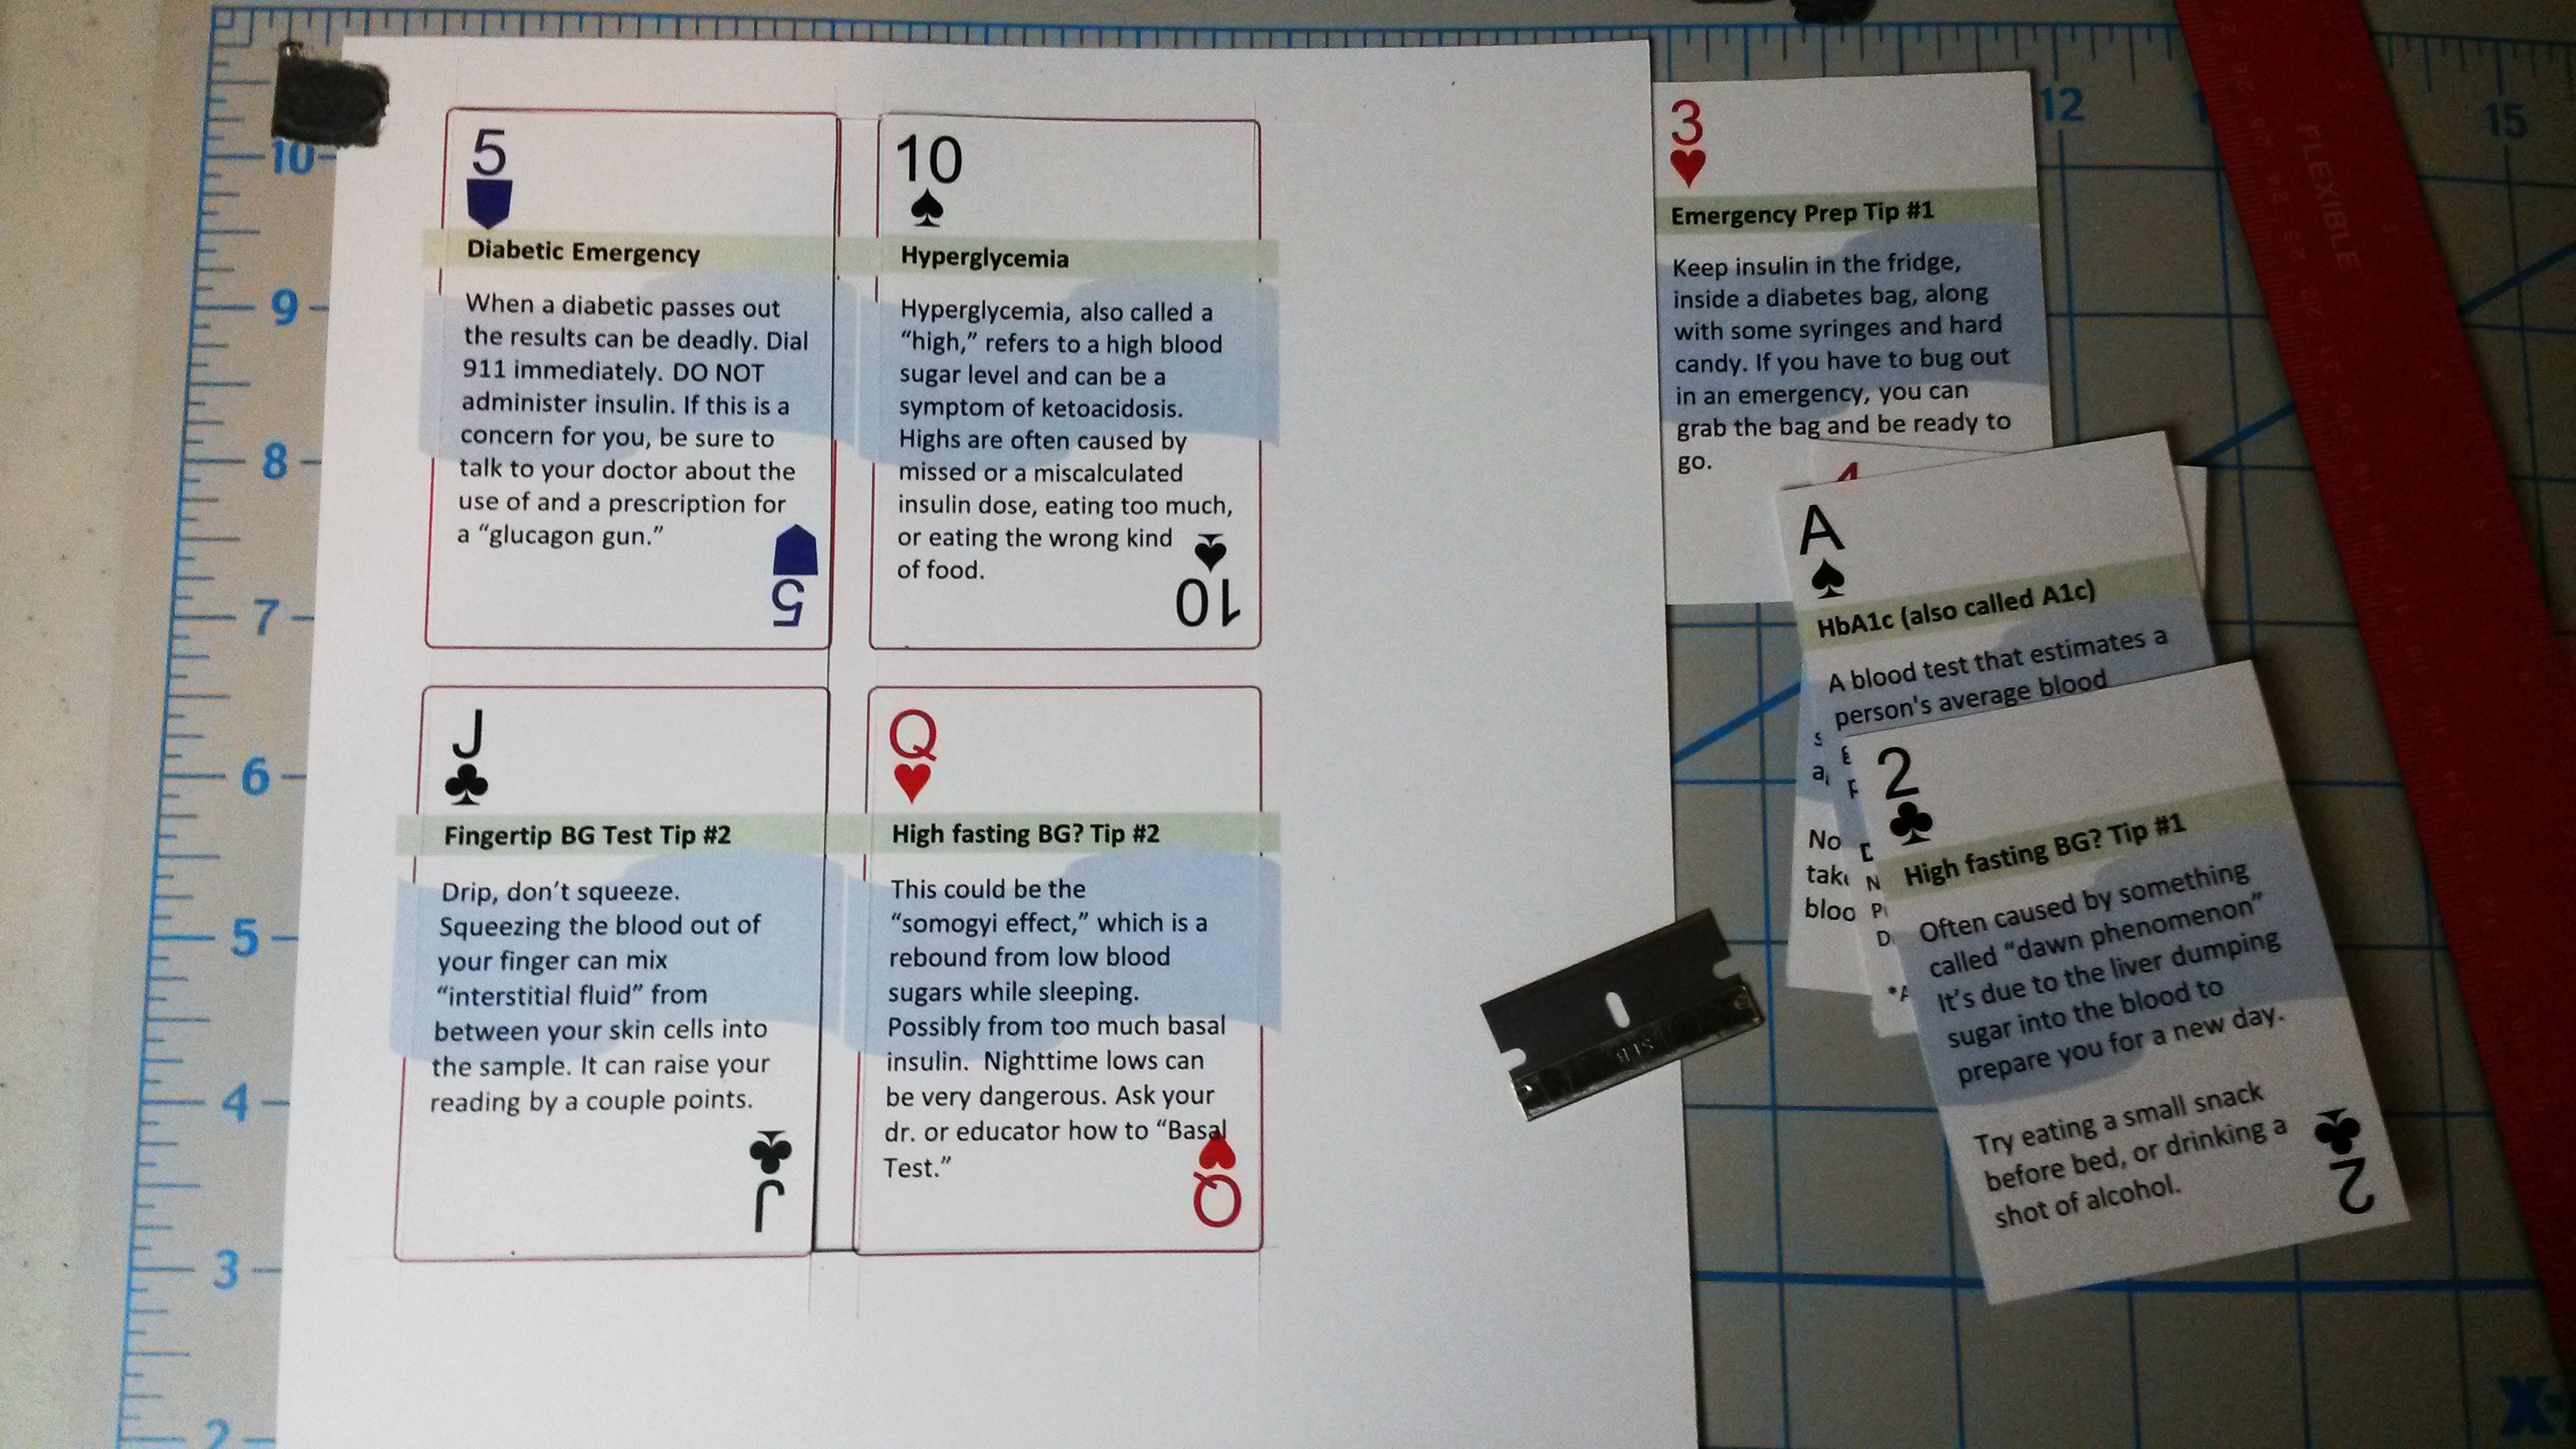 5
Diabetic Emergency
When a diabetic passes out
the results can be deadly. Dial
911 immediately. DO NOT
administer insulin. If this is a
concern for you, be sure to
talk to your doctor about the
use of and a prescription for
a “glucagon gun.”
5
10
Hyperglycemia
Hyperglycemia, also called a
“high,” refers to a high blood
sugar level and can be a
symptom of ketoacidosis.
Highs are often caused by
missed or a miscalculated
insulin dose, eating too much,
or eating the wrong kind
of food.
10
J
Fingertip BG Test Tip #2
Drip, don’t squeeze.
Squeezing the blood out of
your finger can mix
“interstitial fluid” from
between your skin cells into
the sample. It can raise your
reading by a couple points.
J
Q
High fasting BG? Tip #2
This could be the
“somogyi effect,” which is a
rebound from low blood
sugars while sleeping.
Possibly from too much basal
insulin. Nighttime lows can
be very dangerous. Ask your
dr. or educator how to “Basal
Test.”
Q
3
Emergency Prep Tip #1
Keep insulin in the fridge,
inside a diabetes bag, along
with some syringes and hard
candy. If you have to bug out
in an emergency, you can
grab the bag and be ready to
go.
A
HbA1c (also called A1c)
A blood test that estimates a
person's average blood
No
2
High fasting BG? Tip #1
Often caused by something
called “dawn phenomenon”
It’s due to the liver dumping
sugar into the blood to
prepare you for a new day.
Try eating a small snack
before bed, or drinking a
shot of alcohol.
2
10
9
8
7
6
5
4
3
2
12
15
FLEXIBLE